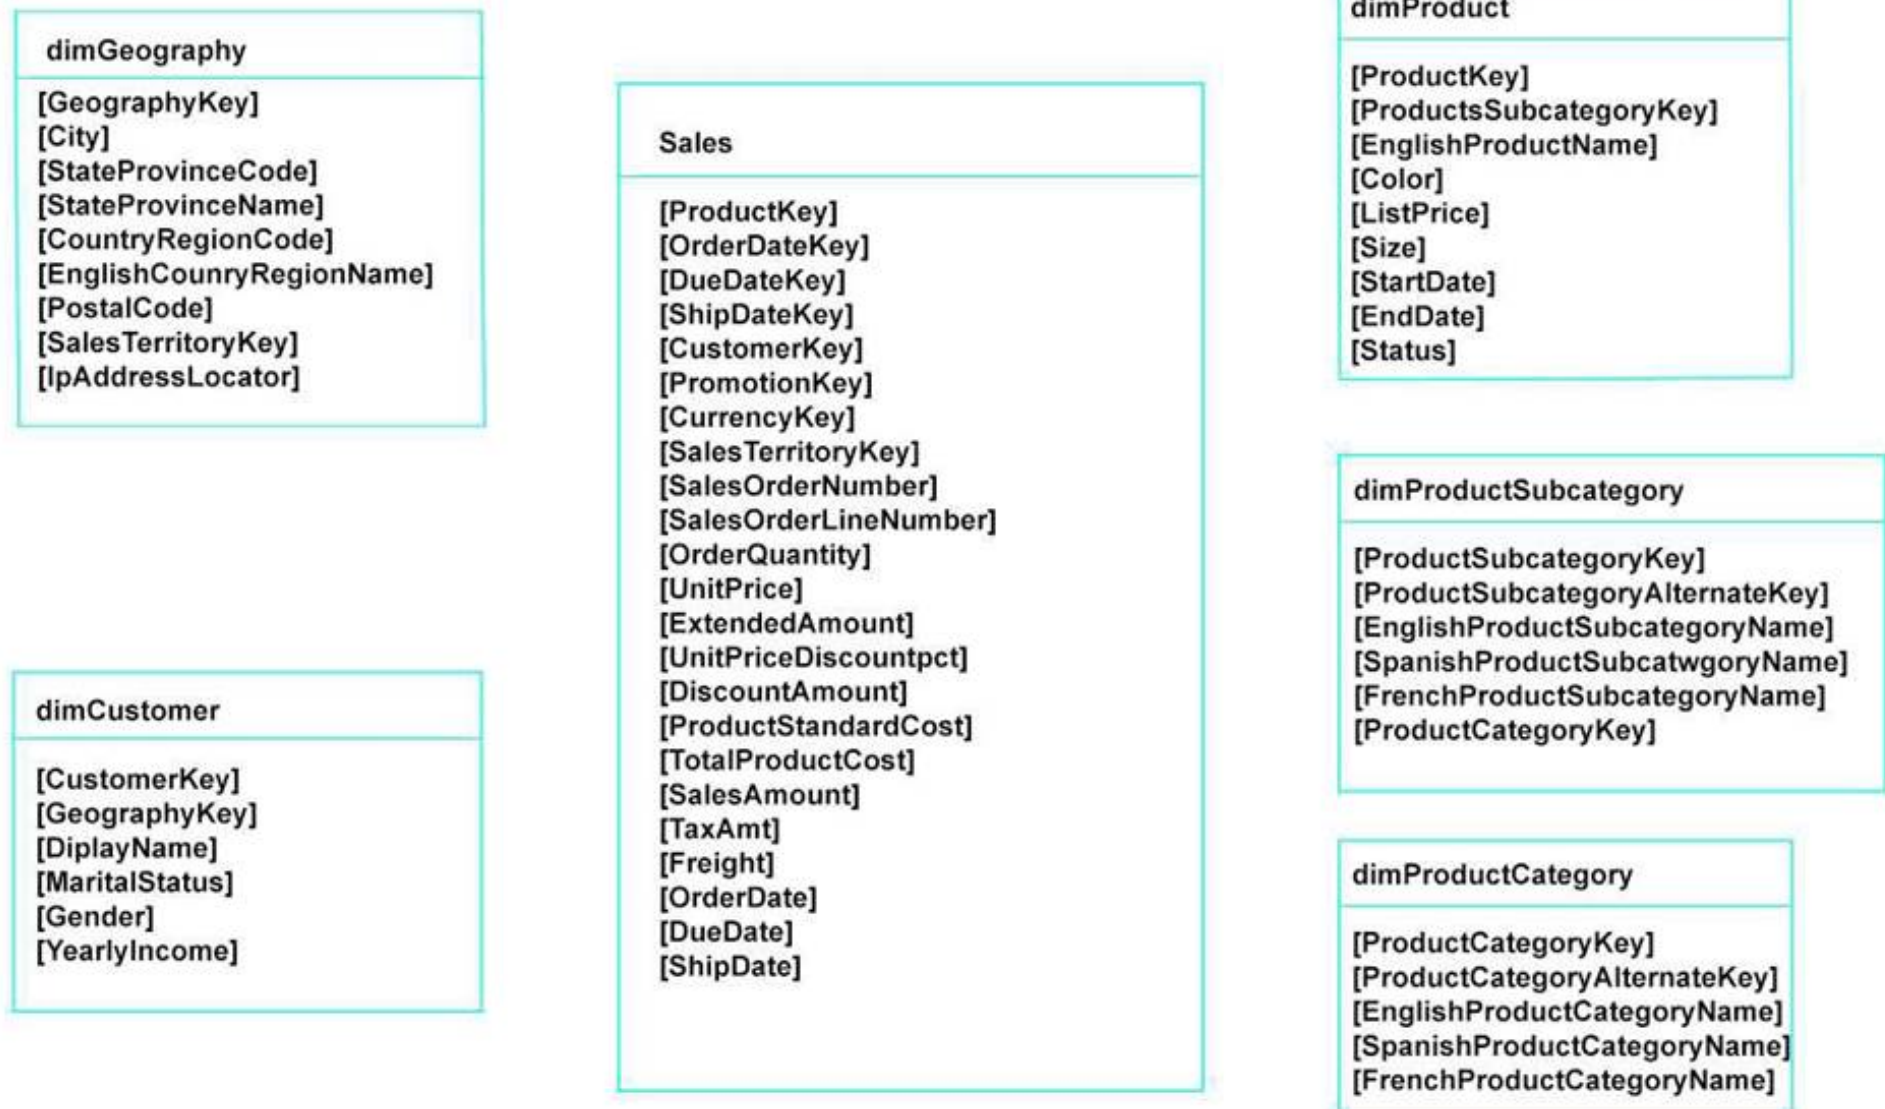 dimGeography
[GeographyKey]
[City]
[StateProvinceCode]
[StateProvinceName]
[CountryRegionCode]
[EnglishCounryRegionName]
[PostalCode]
[SalesTerritoryKey]
[IpAddressLocator]
dimCustomer
[CustomerKey]
[GeographyKey]
[DiplayName]
[MaritalStatus]
[Gender]
[YearlyIncome]
Sales
[ProductKey]
[OrderDateKey]
[DueDateKey]
[ShipDateKey]
[CustomerKey]
[PromotionKey]
[CurrencyKey]
[SalesTerritoryKey]
[SalesOrderNumber]
[SalesOrderLineNumber]
[OrderQuantity]
[UnitPrice]
[ExtendedAmount]
[UnitPriceDiscountpct]
[DiscountAmount]
[ProductStandardCost]
[TotalProductCost]
[SalesAmount]
[TaxAmt]
[Freight]
[OrderDate]
[DueDate]
[ShipDate]
dimProduct
[ProductKey]
[ProductsSubcategoryKey]
[EnglishProductName]
[Color]
[ListPrice]
[Size]
[StartDate]
[EndDate]
[Status]
dimProductSubcategory
[ProductSubcategoryKey]
[ProductSubcategoryAlternateKey]
[EnglishProductSubcategoryName]
[SpanishProductSubcatwgoryName]
[FrenchProductSubcategoryName]
[ProductCategoryKey]
dimProductCategory
[ProductCategoryKey]
[ProductCategoryAlternateKey]
[EnglishProductCategoryName]
[SpanishProductCategoryName]
[FrenchProductCategoryName]